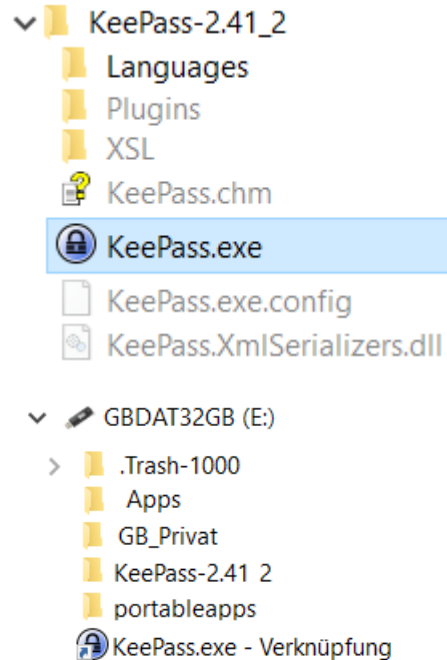 KeePass-2.41_2
Languages
Plugins
XSL
KeePass.chm
KeePass.exe
KeePass.exe.config
KeePass.XmlSerializers.dll
GBDAT32GB (E:)
.Trash-1000
Apps
GB_Privat
KeePass-2.41 2
portableapps
KeePass.exe - Verknüpfung